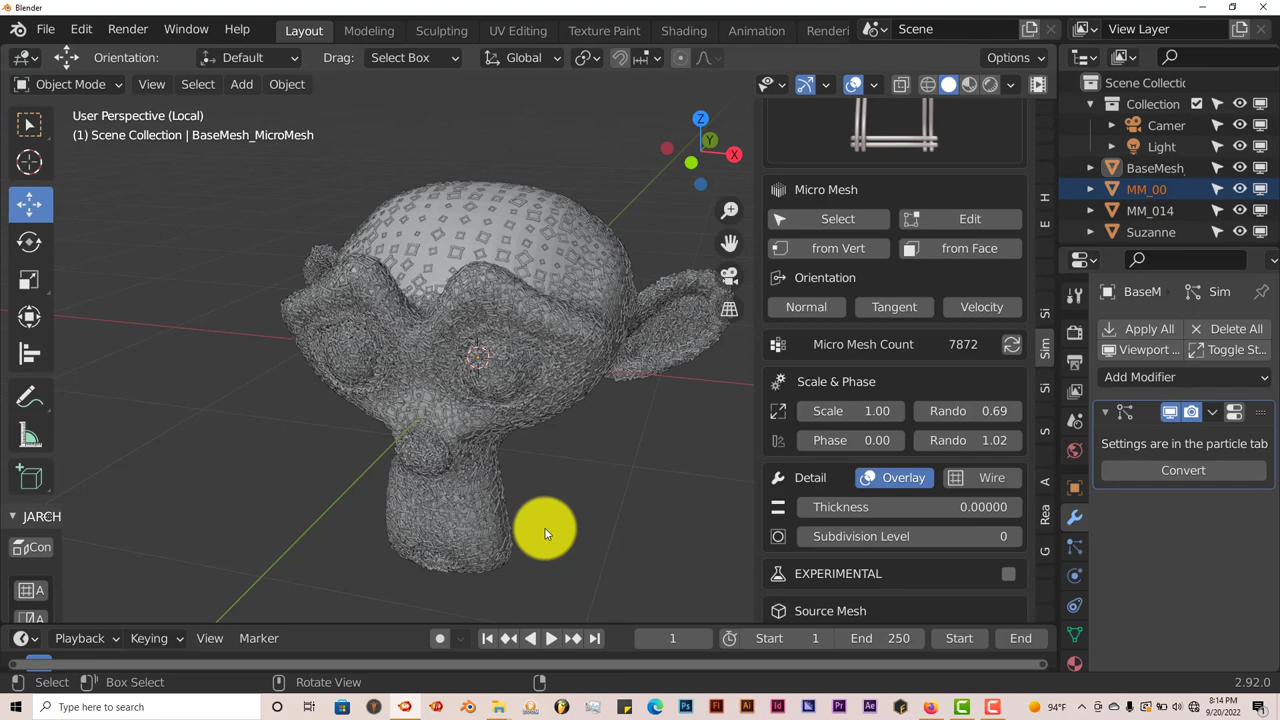 Blender
File Edit Render Window Help Layout Modeling Sculpting UV Editing Texture Paint Shading Animation Renderi Scene View Layer
Orientation: Default Drag: Select Box Global Options
Object Mode View Select Add Object
User Perspective (Local)
(1) Scene Collection | BaseMesh_MicroMesh
Z
Y
X
Micro Mesh
Select Edit
from Vert from Face
Orientation
Normal Tangent Velocity
Micro Mesh Count 7872
Scale & Phase
Scale 1.00 Rando 0.69
Phase 0.00 Rando 1.02
Detail Overlay Wire
Thickness 0.00000
Subdivision Level 0
EXPERIMENTAL
Source Mesh
H
E
Si
Sim
Si
S
A
Rea
G
Scene Collectic
Collection
Camer
Light
BaseMesh_
MM_00
MM_014
Suzanne
BaseM Sim
Apply All Delete All
Viewport .. Toggle St...
Add Modifier
Settings are in the particle tab
Convert
JARCH
Con
A
A
Playback Keying View Marker 1 Start 1 End 250 Start End
Select Box Select Rotate View 2.92.0
Type here to search 94°F 8:14 PM
9/20/2022